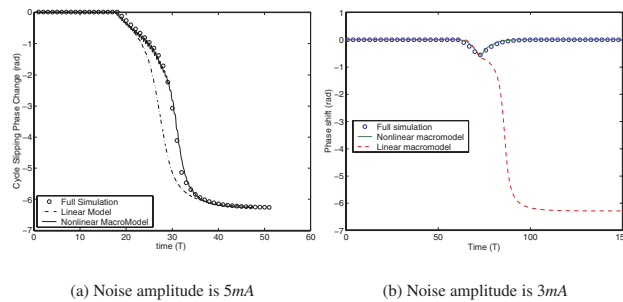 Cycle Slipping Phase Change (rad)
0
−1
−2
−3
−4
−5
−6
−7
Full Simulation
Linear Model
Nonlinear MacroModel
0 10 20 30 40 50 60
time (T)
(a) Noise amplitude is 5mA
Phase shift (rad)
1
0
−1
−2
−3
−4
−5
−6
−7
Full simulation
Nonlinear macromodel
Linear macromodel
0 50 100 150
Time (T)
(b) Noise amplitude is 3mA